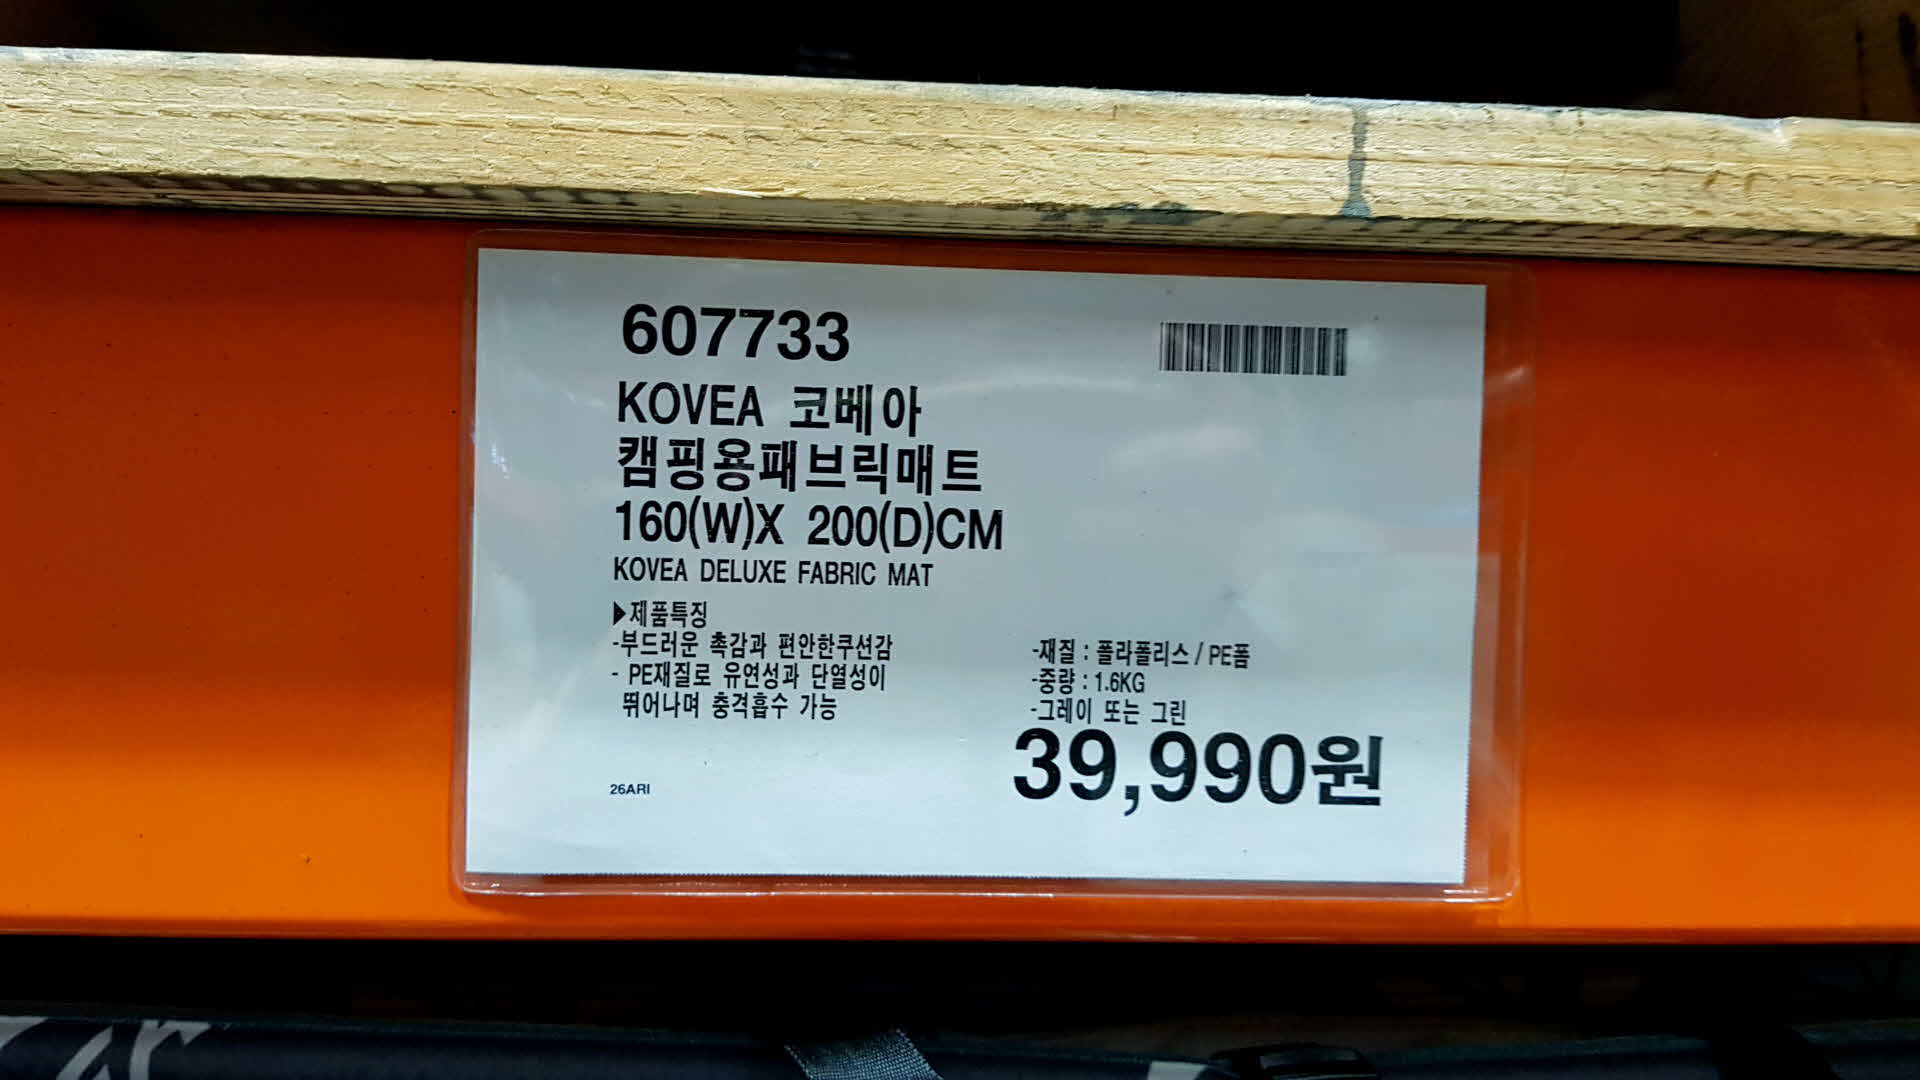 607733
KOVEA 코베아
캠핑용패브릭매트
160(W)X 200(D)CM
KOVEA DELUXE FABRIC MAT
▶제품특징
-부드러운 촉감과 편안한쿠션감
- PE재질로 유연성과 단열성이
뛰어나며 충격흡수 가능
-재질 : 폴라폴리스 / PE폼
-중량 : 1.6KG
-그레이 또는 그린
39,990원
26ARI